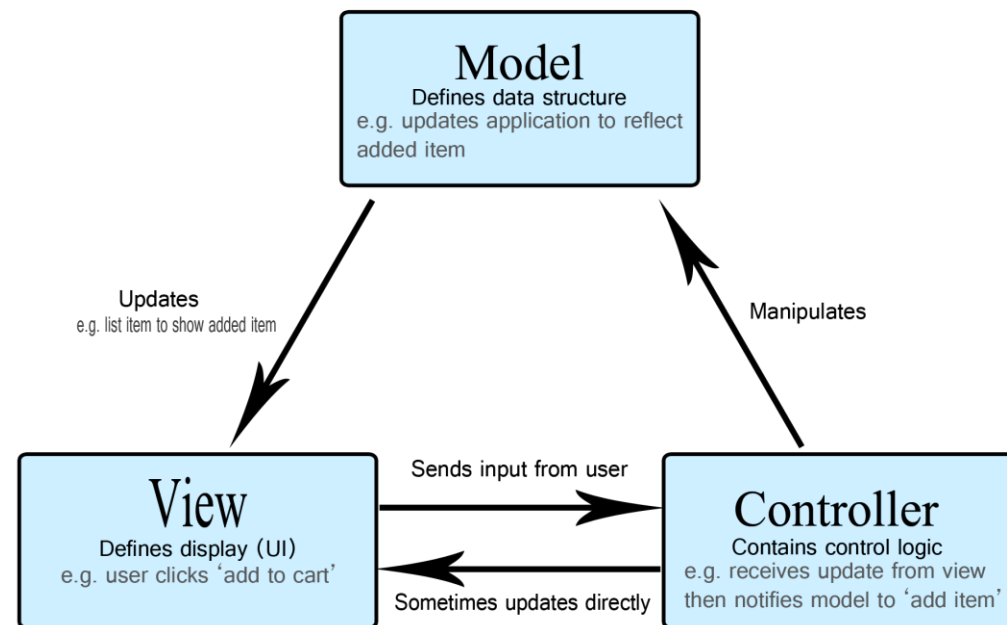 Model
Defines data structure
e.g. updates application to reflect
added item
Updates
e.g. list item to show added item
Manipulates
View
Defines display (UI)
e.g. user clicks ‘add to cart’
Sends input from user
Sometimes updates directly
Controller
Contains control logic
e.g. receives update from view
then notifies model to ‘add item’